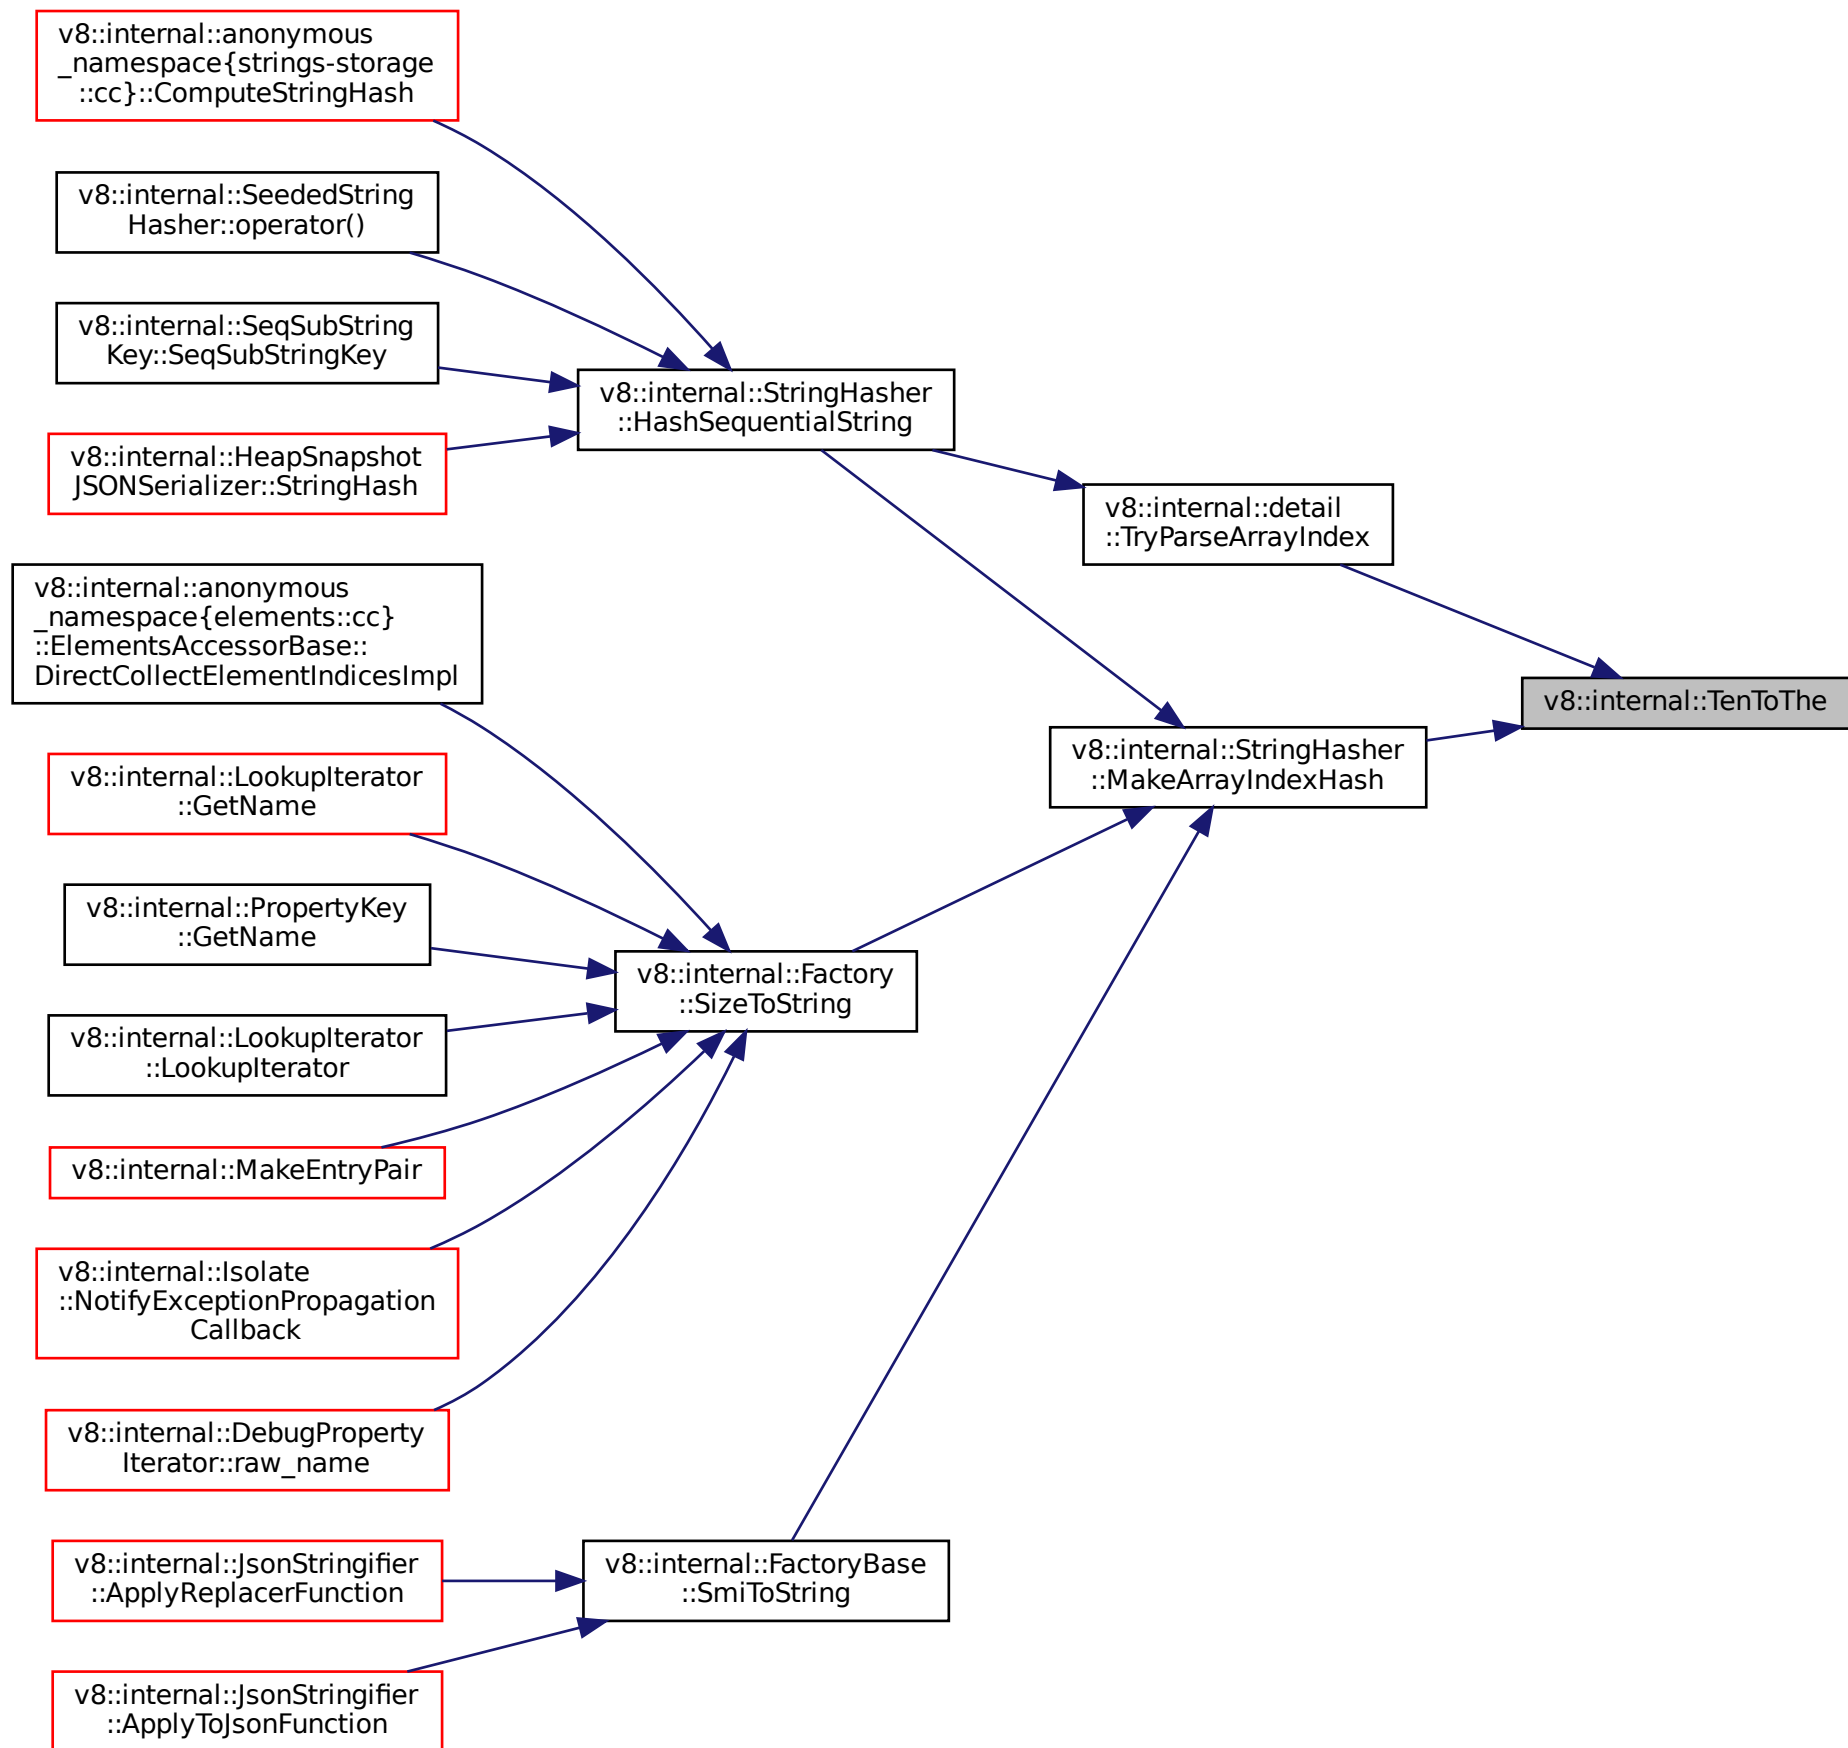 v8::internal::anonymous
_namespace{strings-storage
::cc}::ComputeStringHash
v8::internal::SeededString
Hasher::operator()
v8::internal::SeqSubString
Key::SeqSubStringKey
v8::internal::HeapSnapshot
JSONSerializer::StringHash
v8::internal::anonymous
_namespace{elements::cc}
::ElementsAccessorBase::
DirectCollectElementIndicesImpl
v8::internal::LookupIterator
::GetName
v8::internal::PropertyKey
::GetName
v8::internal::LookupIterator
::LookupIterator
v8::internal::MakeEntryPair
v8::internal::Isolate
::NotifyExceptionPropagation
Callback
v8::internal::DebugProperty
Iterator::raw_name
v8::internal::JsonStringifier
::ApplyReplacerFunction
v8::internal::JsonStringifier
::ApplyToJsonFunction
v8::internal::StringHasher
::HashSequentialString
v8::internal::Factory
::SizeToString
v8::internal::FactoryBase
::SmiToString
v8::internal::detail
::TryParseArrayIndex
v8::internal::StringHasher
::MakeArrayIndexHash
v8::internal::TenToThe